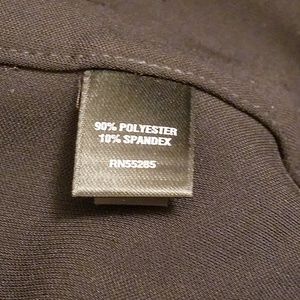 90% POLYESTER
10% SPANDEX
RN55285